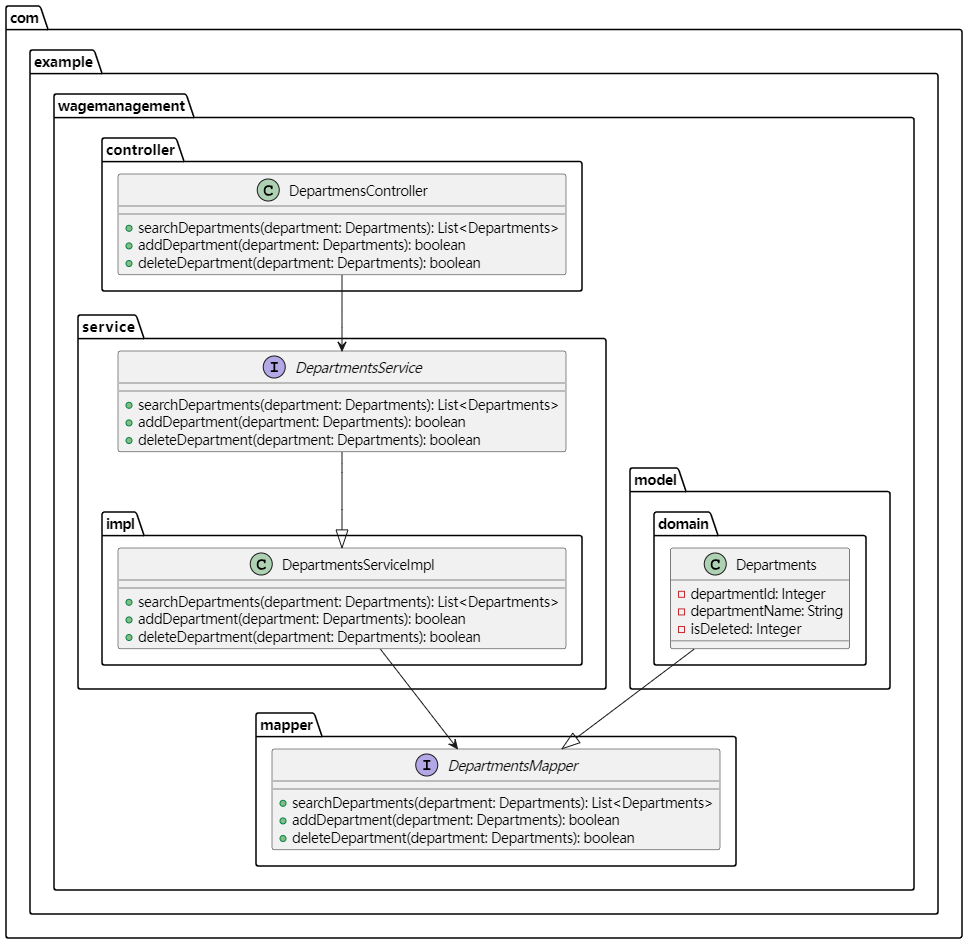 com
example
wagemanagement
controller
C DepartmensController
searchDepartments(department: Departments): List<Departments>
addDepartment(department: Departments): boolean
deleteDepartment(department: Departments): boolean
service
I DepartmentsService
searchDepartments(department: Departments): List<Departments>
addDepartment(department: Departments): boolean
deleteDepartment(department: Departments): boolean
impl
C DepartmentsServiceImpl
searchDepartments(department: Departments): List<Departments>
addDepartment(department: Departments): boolean
deleteDepartment(department: Departments): boolean
model
domain
C Departments
departmentId: Integer
departmentName: String
isDeleted: Integer
mapper
I DepartmentsMapper
searchDepartments(department: Departments): List<Departments>
addDepartment(department: Departments): boolean
deleteDepartment(department: Departments): boolean